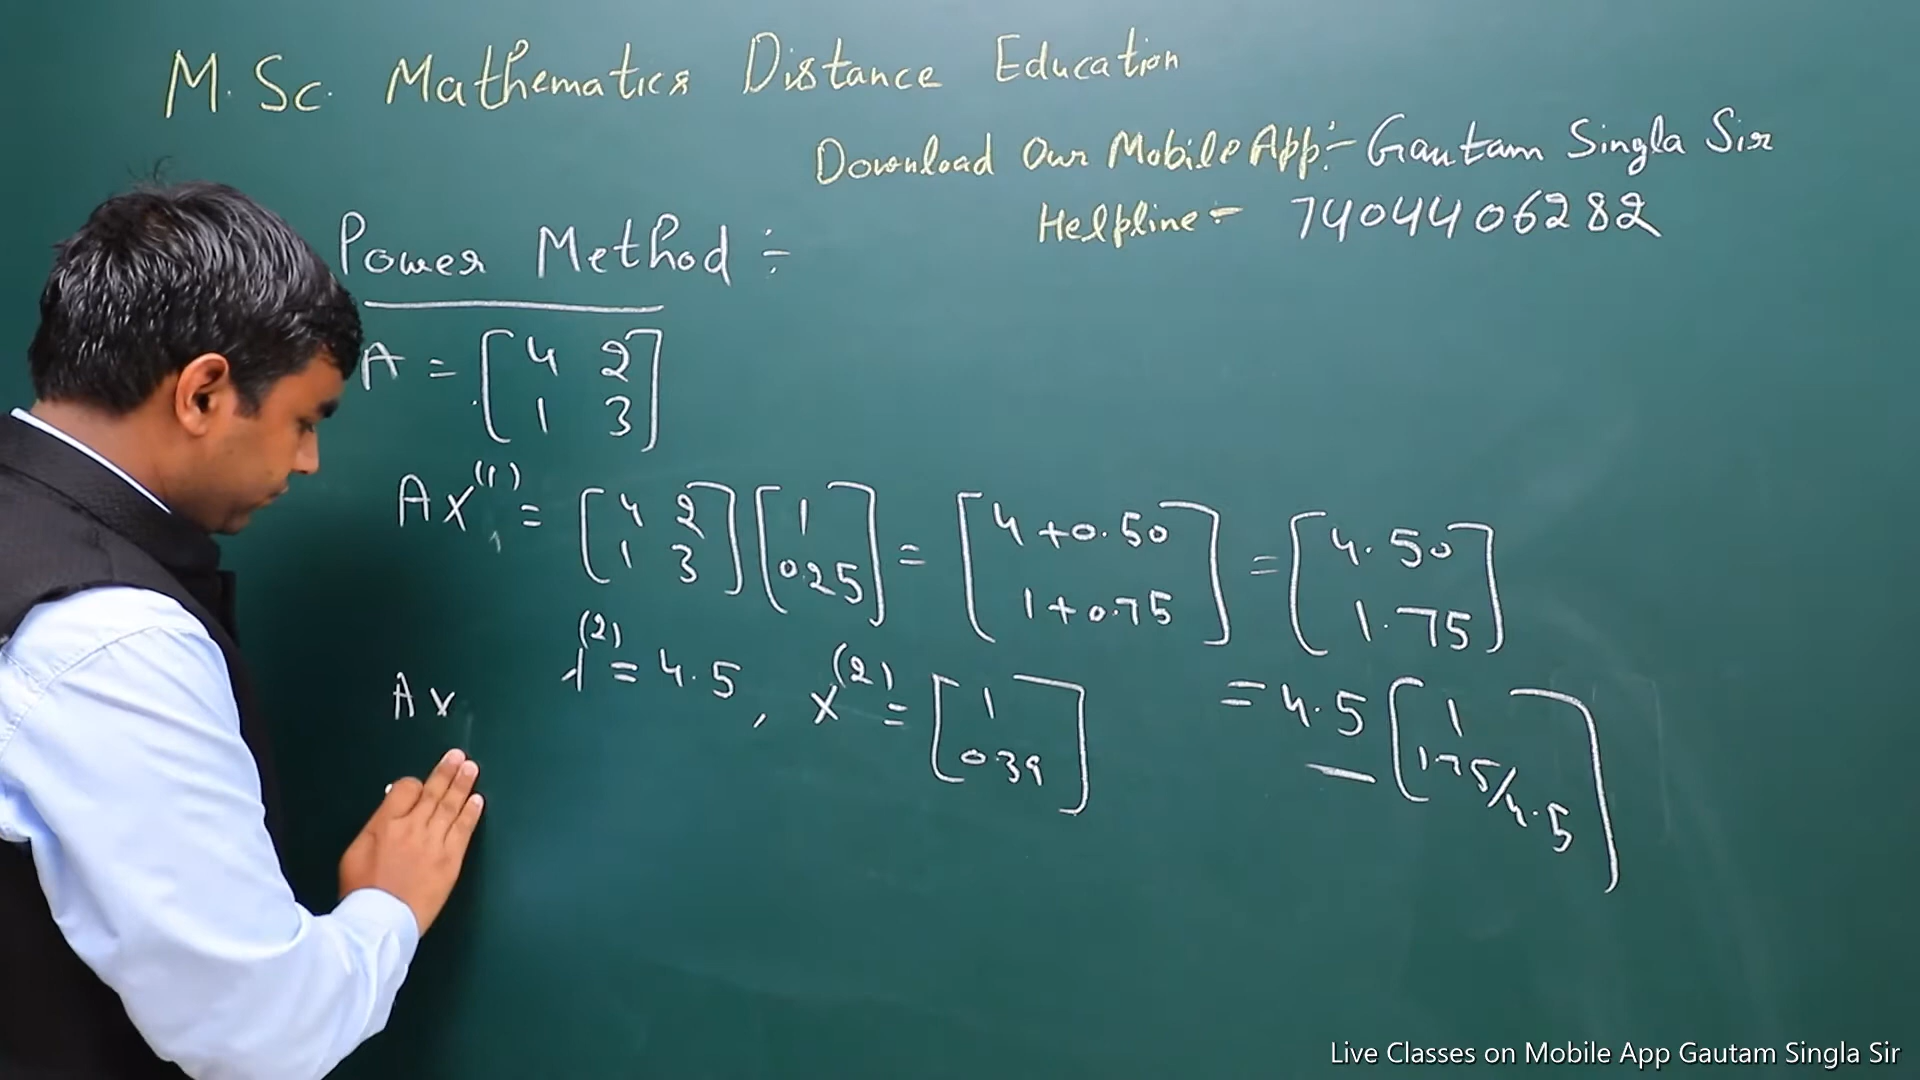 M.Sc. Mathematics Distance Education
Download Our Mobile App:- Gautam Singla Sir
Helpline - 7404406282
Power Method ÷
A = [4 2
1 3]
AX⁽¹⁾ = [4 2 1 3] [1 0.25] = [4+0.50 1+0.75] = [4.50 1.75]
λ⁽²⁾ = 4.5 , X⁽²⁾ = [1 0.39] = 4.5 [1 1.75/4.5]
AX
Live Classes on Mobile App Gautam Singla Sir